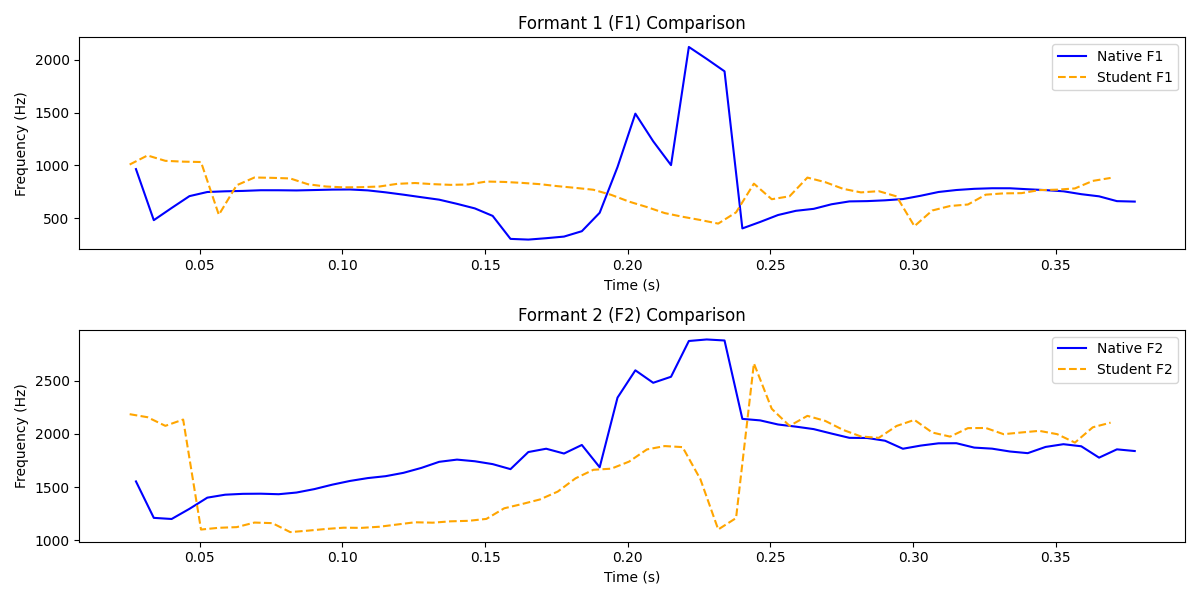 Formant 1 (F1) Comparison
Native F1
Student F1
Frequency (Hz)
2000
1500
1000
500
0.05 0.10 0.15 0.20 0.25 0.30 0.35
Time (s)
Formant 2 (F2) Comparison
Native F2
Student F2
Frequency (Hz)
2500
2000
1500
1000
0.05 0.10 0.15 0.20 0.25 0.30 0.35
Time (s)